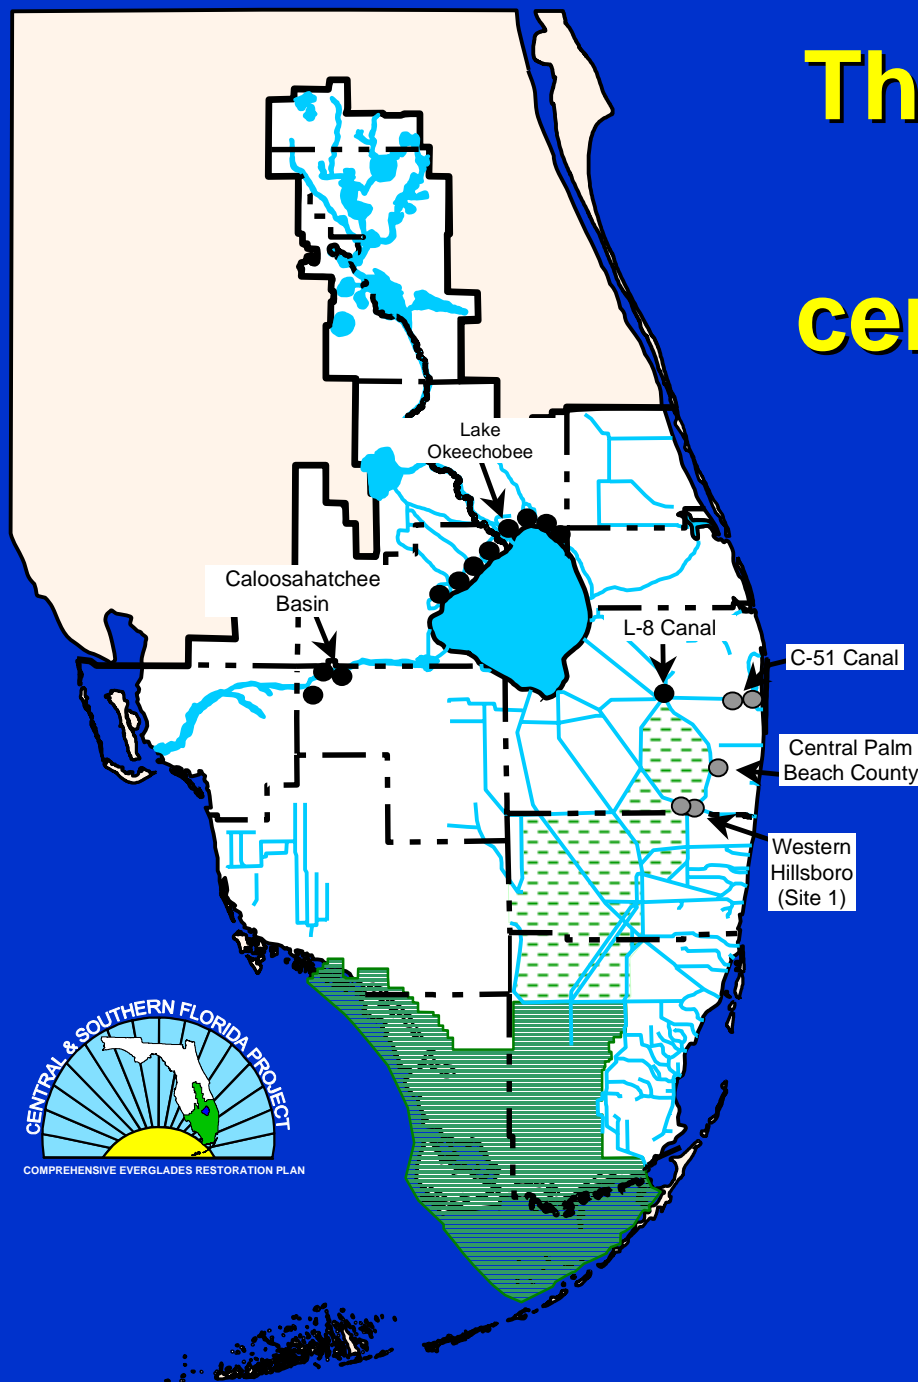 Th
cer
Lake
Okeechobee
Caloosahatchee
Basin
L-8 Canal
C-51 Canal
Central Palm
Beach County
Western
Hillsboro
(Site 1)
CENTRAL & SOUTHERN FLORIDA PROJECT
COMPREHENSIVE EVERGLADES RESTORATION PLAN